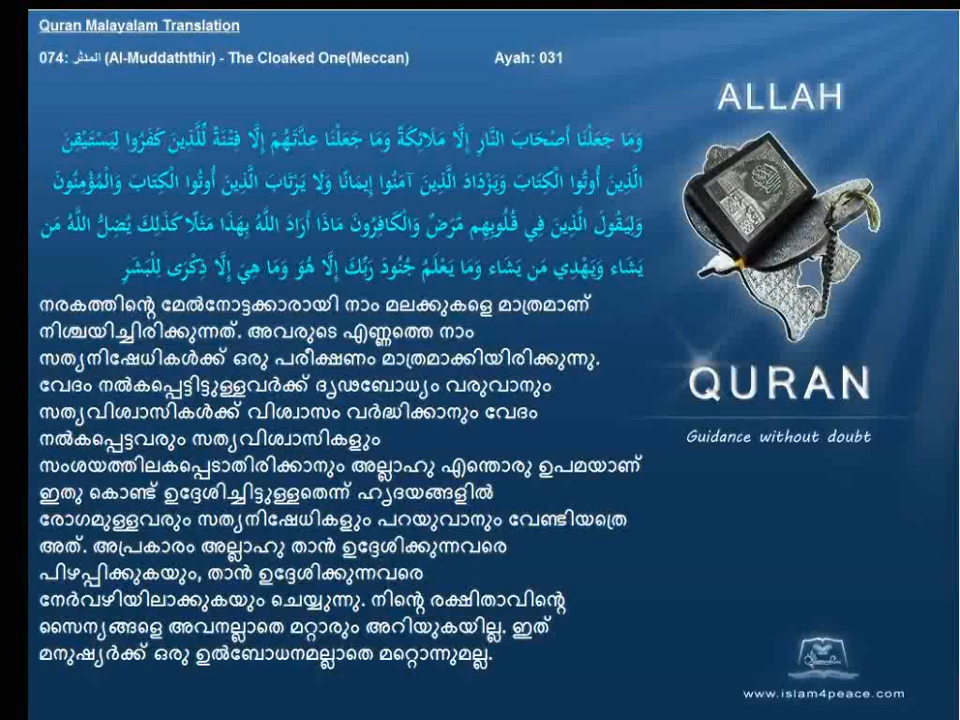 Quran Malayalam Translation
074: المدثر (Al-Muddaththir) - The Cloaked One(Meccan) Ayah: 031
وَمَا جَعَلْنَا أَصْحَابَ النَّارِ إِلَّا مَلَائِكَةً وَمَا جَعَلْنَا عِدَّتَهُمْ إِلَّا فِتْنَةً لِّلَّذِينَ كَفَرُوا لِيَسْتَيْقِنَ
الَّذِينَ أُوتُوا الْكِتَابَ وَيَزْدَادَ الَّذِينَ آمَنُوا إِيمَانًا وَلَا يَرْتَابَ الَّذِينَ أُوتُوا الْكِتَابَ وَالْمُؤْمِنُونَ
وَلِيَقُولَ الَّذِينَ فِي قُلُوبِهِم مَّرَضٌ وَالْكَافِرُونَ مَاذَا أَرَادَ اللَّهُ بِهَذَا مَثَلًا كَذَلِكَ يُضِلُّ اللَّهُ مَن
يَشَاء وَيَهْدِي مَن يَشَاء وَمَا يَعْلَمُ جُنُودَ رَبِّكَ إِلَّا هُوَ وَمَا هِيَ إِلَّا ذِكْرَى لِلْبَشَرِ
നരകത്തിന്റെ മേൽനോട്ടക്കാരായി നാം മലക്കുകളെ മാത്രമാണ്
നിശ്ചയിച്ചിരിക്കുന്നത്. അവരുടെ എണ്ണത്തെ നാം
സത്യനിഷേധികൾക്ക് ഒരു പരീക്ഷണം മാത്രമാക്കിയിരിക്കുന്നു.
വേദം നൽകപ്പെട്ടിട്ടുള്ളവർക്ക് ദൃഢബോധ്യം വരുവാനും
സത്യവിശ്വാസികൾക്ക് വിശ്വാസം വർദ്ധിക്കാനും വേദം
നൽകപ്പെട്ടവരും സത്യവിശ്വാസികളും
സംശയത്തിലകപ്പെടാതിരിക്കാനും അല്ലാഹു എന്തൊരു ഉപമയാണ്
ഇതു കൊണ്ട് ഉദ്ദേശിച്ചിട്ടുള്ളതെന്ന് ഹൃദയങ്ങളിൽ
രോഗമുള്ളവരും സത്യനിഷേധികളും പറയുവാനും വേണ്ടിയത്രെ
അത്. അപ്രകാരം അല്ലാഹു താൻ ഉദ്ദേശിക്കുന്നവരെ
പിഴപ്പിക്കുകയും, താൻ ഉദ്ദേശിക്കുന്നവരെ
നേർവഴിയിലാക്കുകയും ചെയ്യുന്നു. നിന്റെ രക്ഷിതാവിന്റെ
സൈന്യങ്ങളെ അവനല്ലാതെ മറ്റാരും അറിയുകയില്ല. ഇത്
മനുഷ്യർക്ക് ഒരു ഉൽബോധനമല്ലാതെ മറ്റൊന്നുമല്ല.
ALLAH
QURAN
Guidance without doubt
www.islam4peace.com